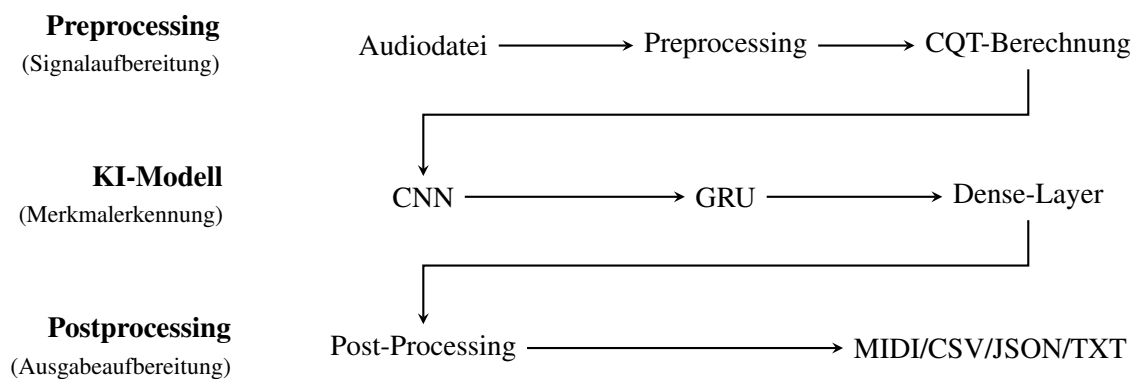 Preprocessing
(Signalaufbereitung)
Audiodatei Preprocessing CQT-Berechnung
KI-Modell
(Merkmalerkennung)
CNN GRU Dense-Layer
Postprocessing
(Ausgabeaufbereitung)
Post-Processing MIDI/CSV/JSON/TXT